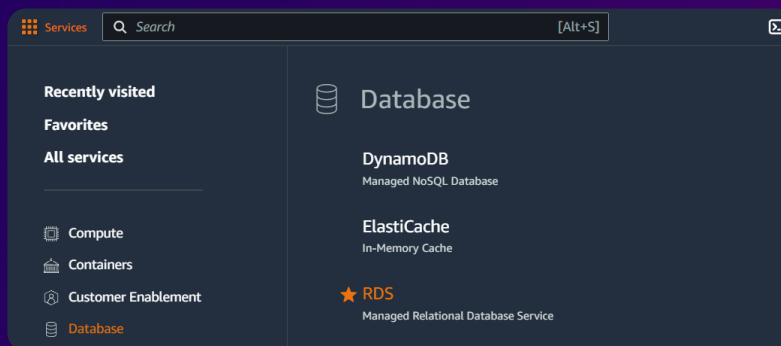 Services
Search [Alt+S]
Recently visited
Favorites
All services
Compute
Containers
Customer Enablement
Database
Database
DynamoDB
Managed NoSQL Database
ElastiCache
In-Memory Cache
RDS
Managed Relational Database Service